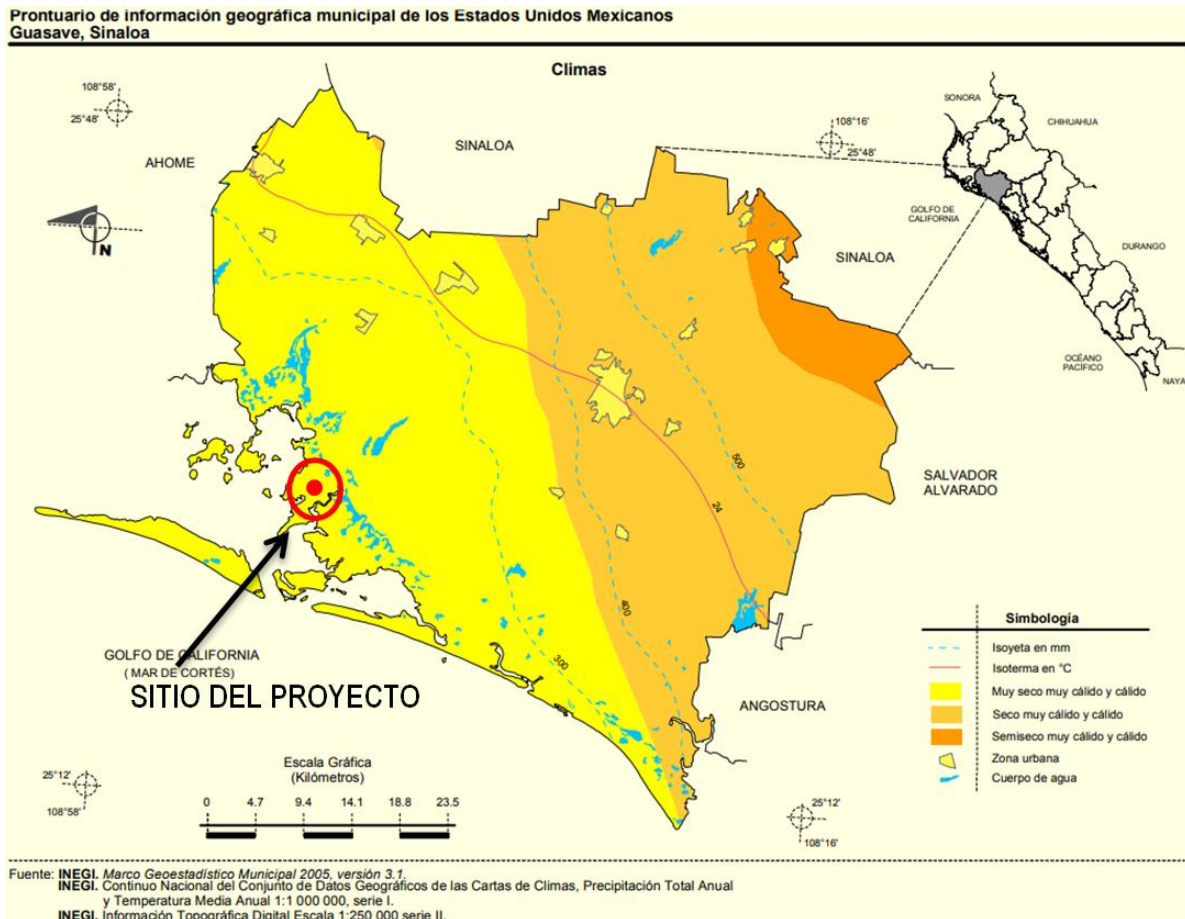 Prontuario de información geográfica municipal de los Estados Unidos Mexicanos
Guasave, Sinaloa
Climas
108°58'
25°48'
AHOME
SINALOA
108°16'
25°48'
SONORA
CHIHUAHUA
GOLFO DE
CALIFORNIA
DURANGO
OCÉANO
PACÍFICO
NAYA
N
SINALOA
500
24
400
300
SALVADOR
ALVARADO
ANGOSTURA
GOLFO DE CALIFORNIA
( MAR DE CORTÉS)
SITIO DEL PROYECTO
Simbología
Isoyeta en mm
Isoterma en °C
Muy seco muy cálido y cálido
Seco muy cálido y cálido
Semiseco muy cálido y cálido
Zona urbana
Cuerpo de agua
25°12'
108°58'
Escala Gráfica
(Kilómetros)
0 4.7 9.4 14.1 18.8 23.5
25°12'
108°16'
Fuente: INEGI. Marco Geoestadístico Municipal 2005, versión 3.1.
INEGI. Continuo Nacional del Conjunto de Datos Geográficos de las Cartas de Climas, Precipitación Total Anual
y Temperatura Media Anual 1:1 000 000, serie I.
INEGI. Información Topográfica Digital Escala 1:250 000 serie II.